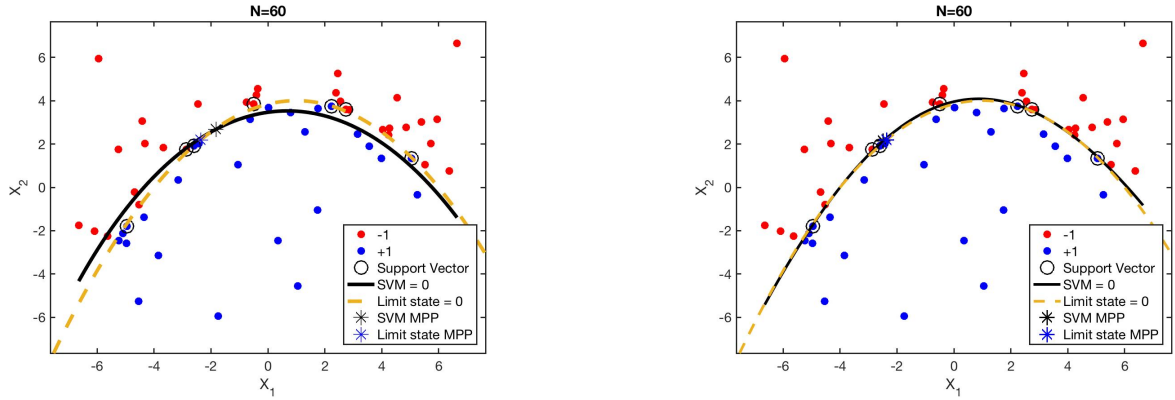 N=60
X2
6
4
2
0
-2
-4
-6
-6 -4 -2 0 2 4 6
X1
-1
+1
Support Vector
SVM = 0
Limit state = 0
SVM MPP
Limit state MPP
N=60
X2
6
4
2
0
-2
-4
-6
-6 -4 -2 0 2 4 6
X1
-1
+1
Support Vector
SVM = 0
Limit state = 0
SVM MPP
Limit state MPP